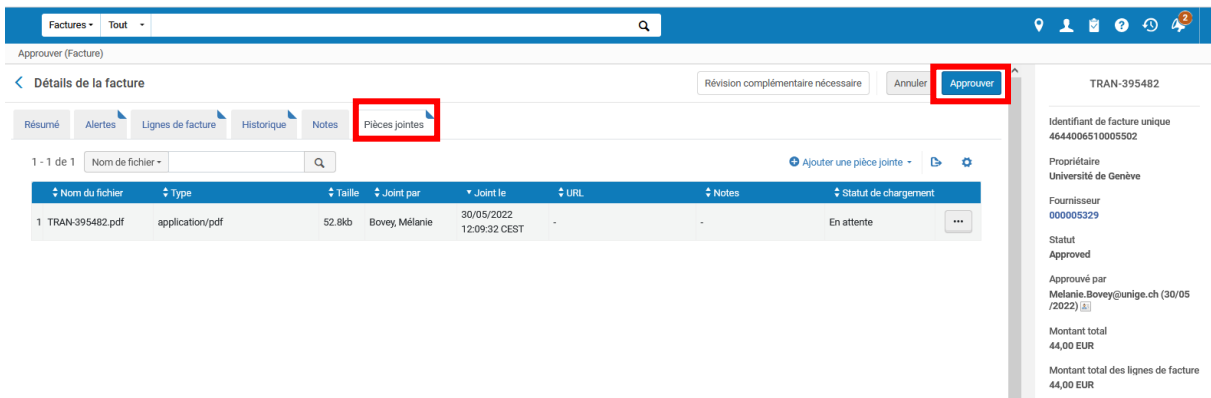 Factures Tout
2
Approuver (Facture)
Détails de la facture
Révision complémentaire nécessaire Annuler Approuver
Résumé Alertes Lignes de facture Historique Notes Pièces jointes
1 - 1 de 1 Nom de fichier
Ajouter une pièce jointe
Nom du fichier Type Taille Joint par Joint le URL Notes Statut de chargement
1 TRAN-395482.pdf application/pdf 52.8kb Bovey, Mélanie 30/05/2022 - - En attente
12:09:32 CEST
TRAN-395482
Identifiant de facture unique
4644006510005502
Propriétaire
Université de Genève
Fournisseur
000005329
Statut
Approved
Approuvé par
Melanie.Bovey@unige.ch (30/05
/2022)
Montant total
44,00 EUR
Montant total des lignes de facture
44,00 EUR